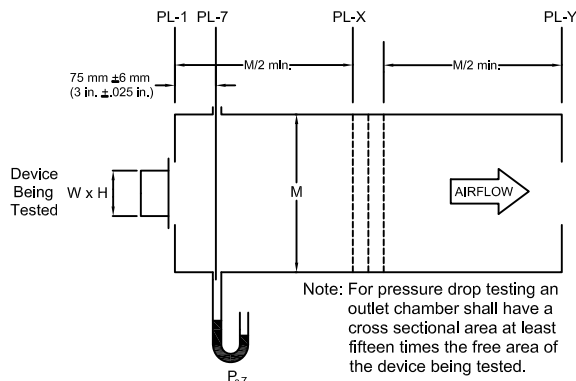 PL-1 PL-7 PL-X PL-Y
M/2 min. M/2 min.
75 mm ±6 mm
(3 in. ±.025 in.)
Device
Being
Tested
W x H
M
AIRFLOW
Note: For pressure drop testing an
outlet chamber shall have a
cross sectional area at least
fifteen times the free area of
the device being tested.
Ps7